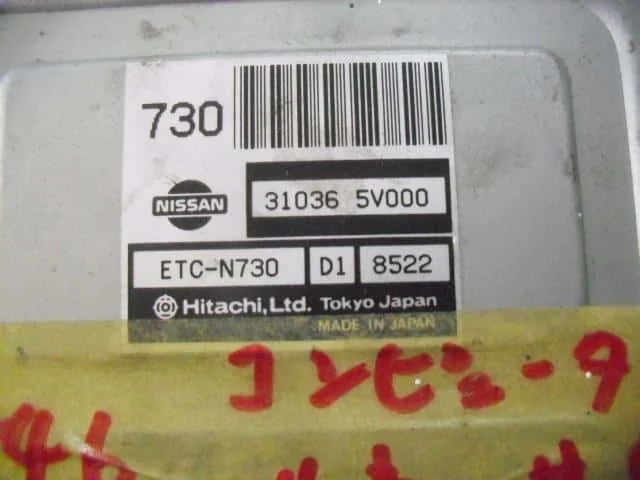 730
NISSAN
31036 5V000
ETC-N730 D1 8522
Hitachi, Ltd. Tokyo Japan
MADE IN JAPAN
コンピュータ